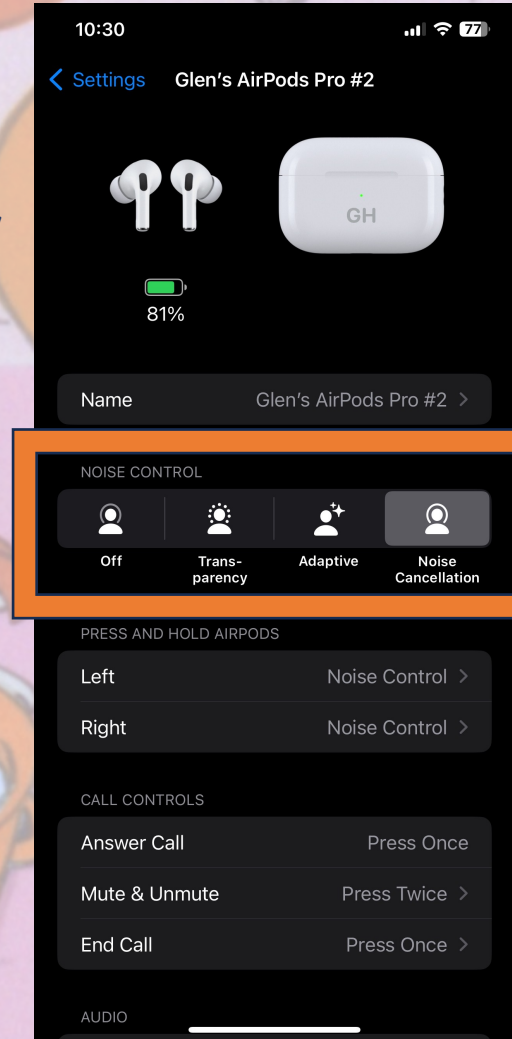 10:30
77
Settings Glen's AirPods Pro #2
GH
81%
Name Glen's AirPods Pro #2
NOISE CONTROL
Off
Trans-
parency
Adaptive
Noise
Cancellation
PRESS AND HOLD AIRPODS
Left Noise Control
Right Noise Control
CALL CONTROLS
Answer Call Press Once
Mute & Unmute Press Twice
End Call Press Once
AUDIO